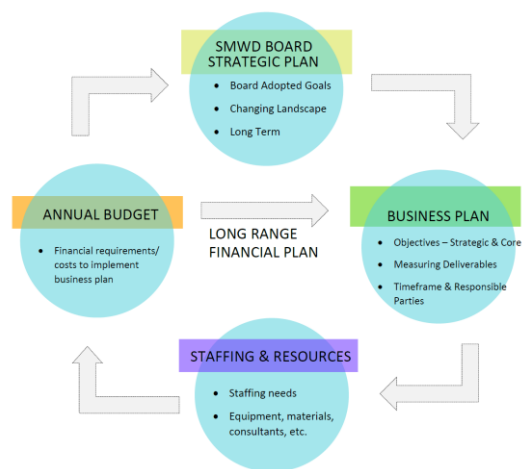 SMWD BOARD
STRATEGIC PLAN
• Board Adopted Goals
• Changing Landscape
• Long Term
ANNUAL BUDGET
• Financial requirements/
costs to implement
business plan
LONG RANGE
FINANCIAL PLAN
BUSINESS PLAN
• Objectives – Strategic & Core
• Measuring Deliverables
• Timeframe & Responsible
Parties
STAFFING & RESOURCES
• Staffing needs
• Equipment, materials,
consultants, etc.